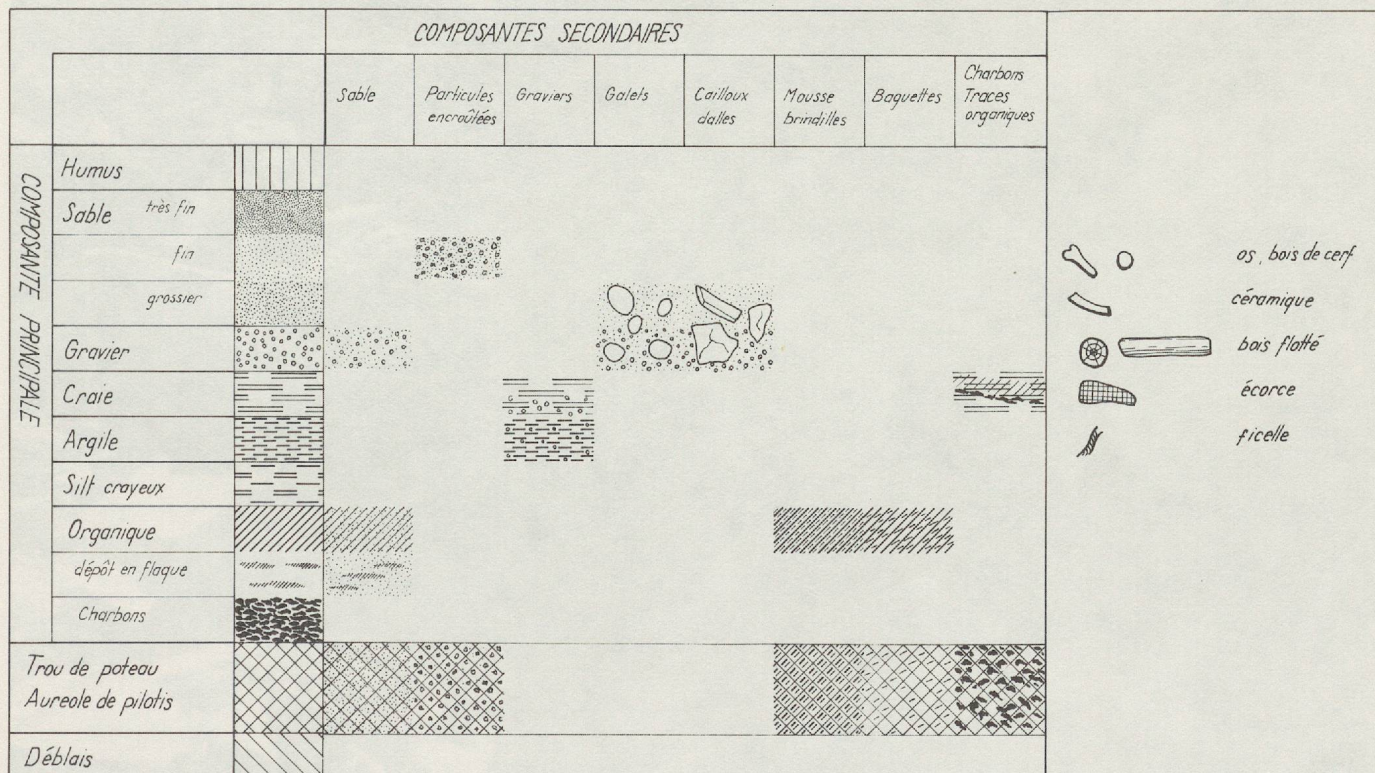 COMPOSANTES SECONDAIRES
Sable
Particules
encroûtées
Graviers
Galets
Cailloux
dalles
Mousse
brindilles
Baguettes
Charbons
Traces
organiques
COMPOSANTE PRINCIPALE
Humus
Sable très fin
fin
grossier
Gravier
Craie
Argile
Silt crayeux
Organique
dépôt en flaque
Charbons
Trou de poteau
Aureole de pilotis
Déblais
os, bois de cerf
céramique
bois flotté
écorce
ficelle